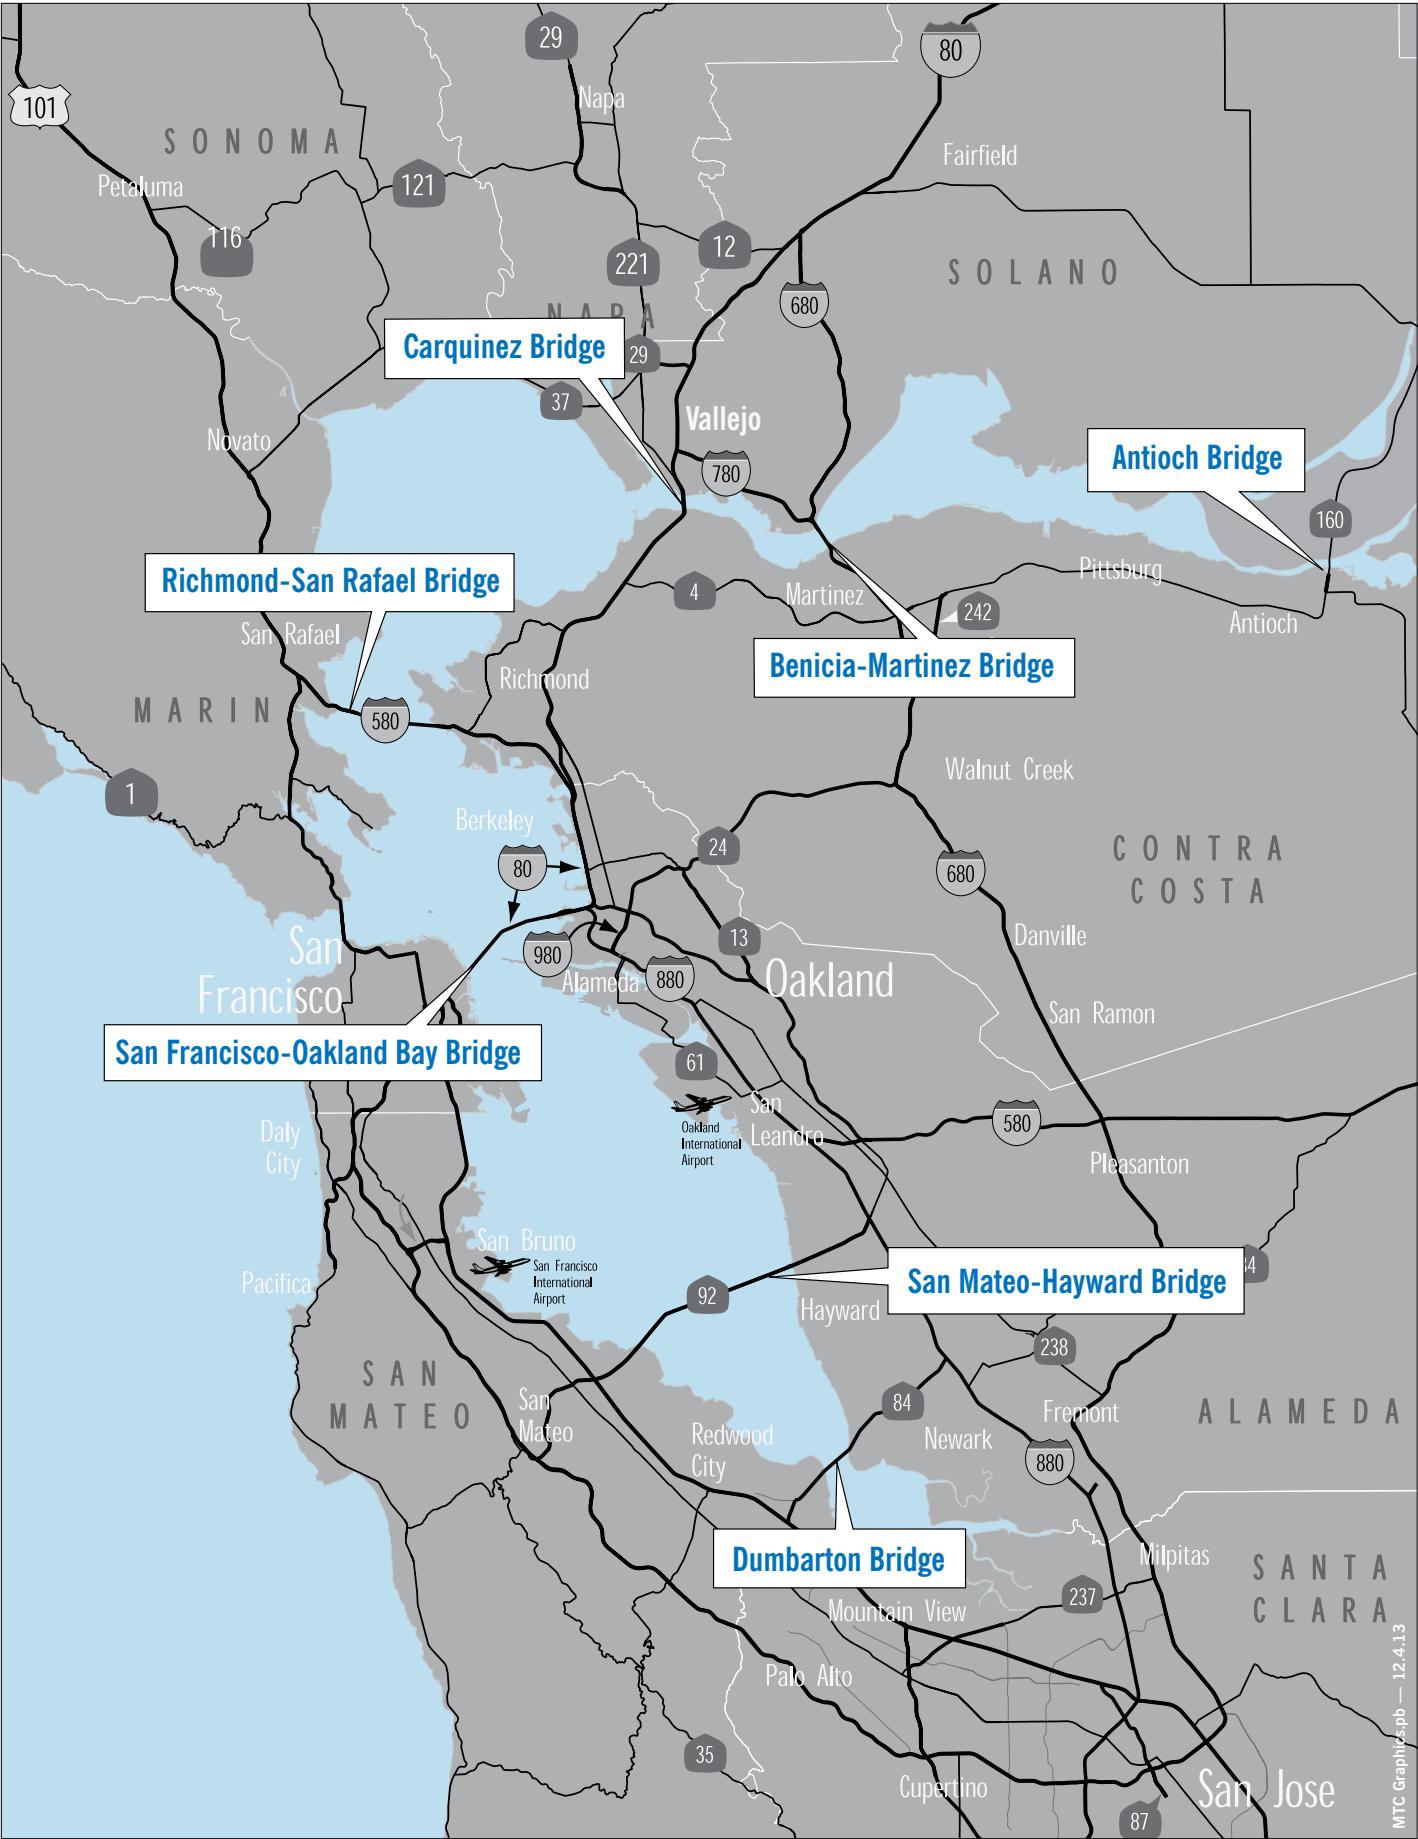 29
80
Napa
101
SONOMA
Fairfield
Petaluma
121
116
12
221
SOLANO
680
NAPA
Carquinez Bridge
29
37
Vallejo
Novato
Antioch Bridge
780
160
Richmond-San Rafael Bridge
Pittsburg
4
Martinez
242
Antioch
San Rafael
Benicia-Martinez Bridge
Richmond
MARIN
580
Walnut Creek
1
Berkeley
24
CONTRA
COSTA
80
680
13
Danville
San
Francisco
980
Alameda
880
Oakland
San Ramon
San Francisco-Oakland Bay Bridge
61
San
Leandro
Oakland
International
Airport
580
Daly
City
Pleasanton
San Bruno
San Francisco
International
Airport
Pacifica
San Mateo-Hayward Bridge
84
92
Hayward
238
SAN
MATEO
San
Mateo
84
Fremont
ALAMEDA
Redwood
City
Newark
880
Dumbarton Bridge
Milpitas
SANTA
CLARA
237
Mountain View
Palo Alto
35
Cupertino
San Jose
87
MTC Graphics.pb — 12.4.13